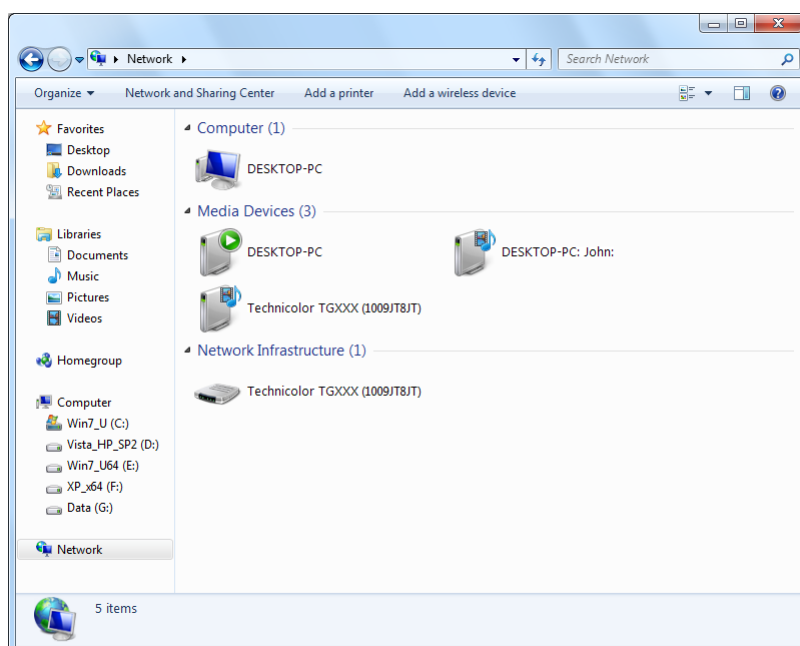 Network
Search Network
Organize
Network and Sharing Center
Add a printer
Add a wireless device
Favorites
Desktop
Downloads
Recent Places
Libraries
Documents
Music
Pictures
Videos
Homegroup
Computer
Win7_U (C:)
Vista_HP_SP2 (D:)
Win7_U64 (E:)
XP_x64 (F:)
Data (G:)
Network
Computer (1)
DESKTOP-PC
Media Devices (3)
DESKTOP-PC
DESKTOP-PC: John:
Technicolor TGXXX (1009JT8JT)
Network Infrastructure (1)
Technicolor TGXXX (1009JT8JT)
5 items